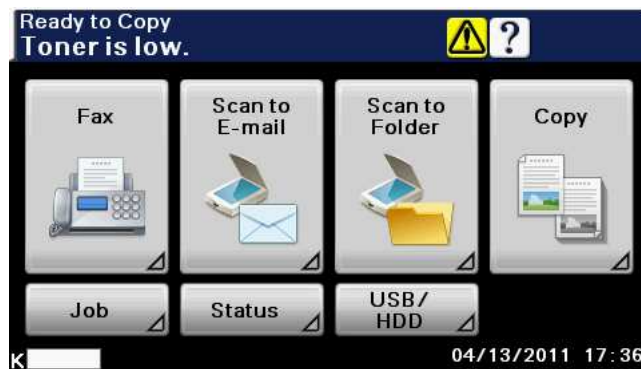 Ready to Copy
Toner is low.
?
Fax
Scan to
E-mail
Scan to
Folder
Copy
Job
Status
USB/
HDD
K
04/13/2011 17:36